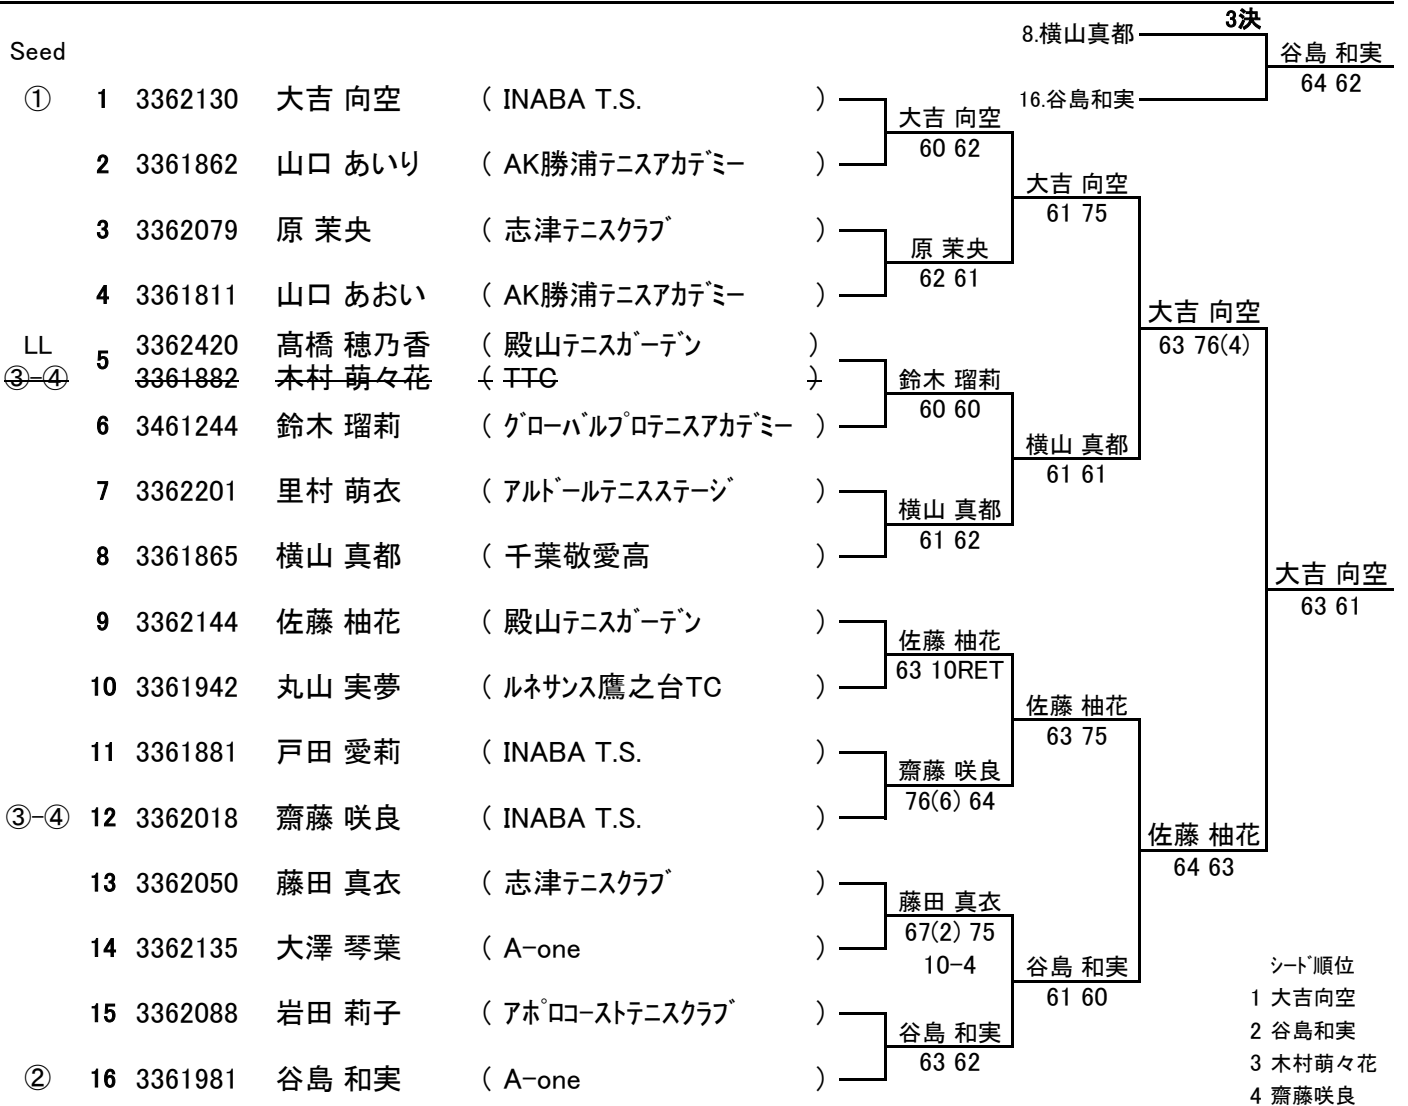 3決
8.横山真都
Seed
谷島 和実
64 62
① 1 3362130 大吉 向空 ( INABA T.S. )
16.谷島和実
大吉 向空
60 62
2 3361862 山口 あいり ( AK勝浦テニスアカデミー )
大吉 向空
61 75
3 3362079 原 茉央 ( 志津テニスクラブ )
原 茉央
62 61
4 3361811 山口 あおい ( AK勝浦テニスアカデミー )
大吉 向空
63 76(4)
LL 5 3362420 髙橋 穂乃香 ( 殿山テニスガーデン )
③-④ 3361882 木村 萌々花 ( TTC )
鈴木 瑠莉
60 60
6 3461244 鈴木 瑠莉 ( グローバルプロテニスアカデミー )
横山 真都
61 61
7 3362201 里村 萌衣 ( アルドールテニスステージ )
横山 真都
61 62
8 3361865 横山 真都 ( 千葉敬愛高 )
大吉 向空
63 61
9 3362144 佐藤 柚花 ( 殿山テニスガーデン )
佐藤 柚花
63 10RET
10 3361942 丸山 実夢 ( ルネサンス鷹之台TC )
佐藤 柚花
63 75
11 3361881 戸田 愛莉 ( INABA T.S. )
齋藤 咲良
76(6) 64
③-④ 12 3362018 齋藤 咲良 ( INABA T.S. )
佐藤 柚花
64 63
13 3362050 藤田 真衣 ( 志津テニスクラブ )
藤田 真衣
67(2) 75
10-4
14 3362135 大澤 琴葉 ( A-one )
谷島 和実
61 60
15 3362088 岩田 莉子 ( アポロコーストテニスクラブ )
谷島 和実
63 62
② 16 3361981 谷島 和実 ( A-one )
シード順位
1 大吉向空
2 谷島和実
3 木村萌々花
4 齋藤咲良